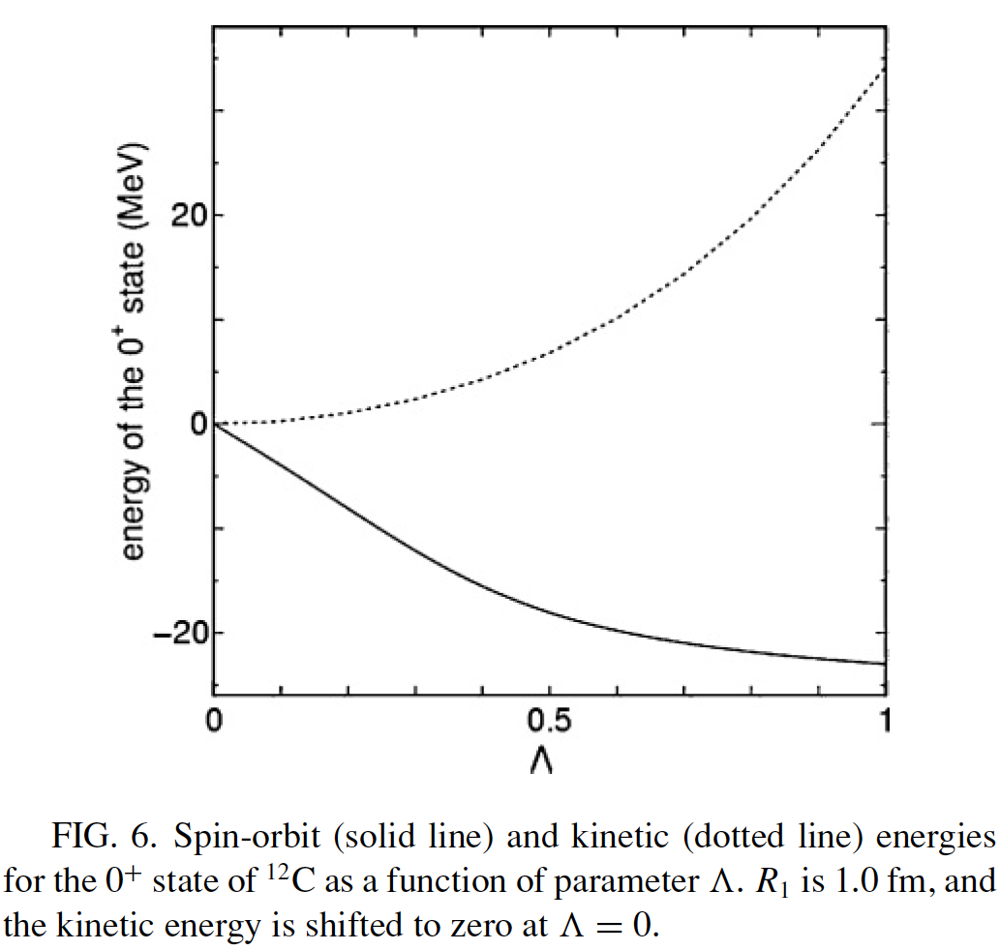 energy of the 0⁺ state (MeV)
20
10
0
−10
−20
0
0.5
1
Λ
FIG. 6. Spin-orbit (solid line) and kinetic (dotted line) energies
for the 0⁺ state of ¹²C as a function of parameter Λ. R₁ is 1.0 fm, and
the kinetic energy is shifted to zero at Λ = 0.